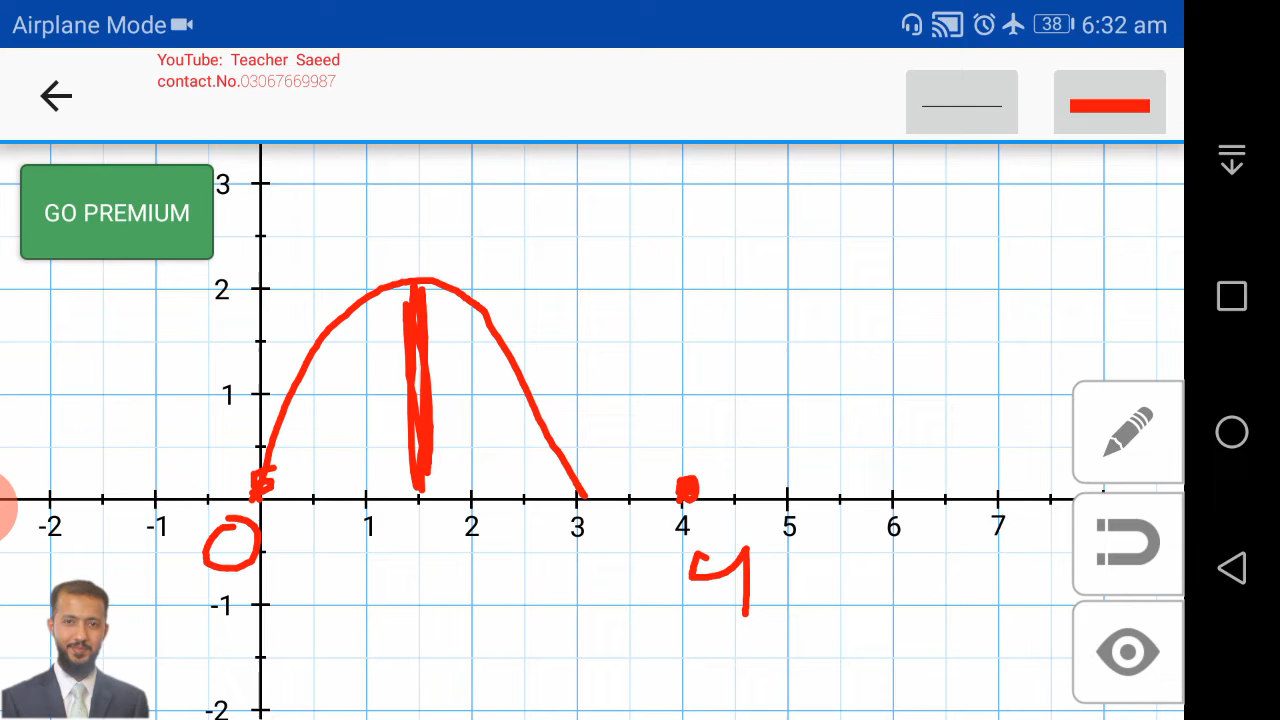 Airplane Mode 38 6:32 am
YouTube: Teacher Saeed
contact.No.03067669987
GO PREMIUM
3
2
1
-2 -1 1 2 3 4 5 6 7
0 4
-1
-2